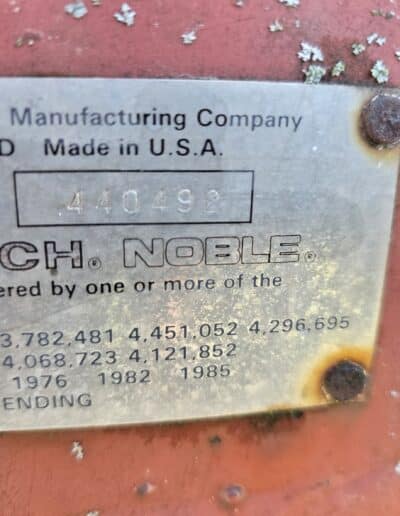 Manufacturing Company
D Made in U.S.A.
440492
CH® NOBLE®
ered by one or more of the
3,782,481 4,451,052 4,296,695
4,068,723 4,121,852
1976 1982 1985
ENDING